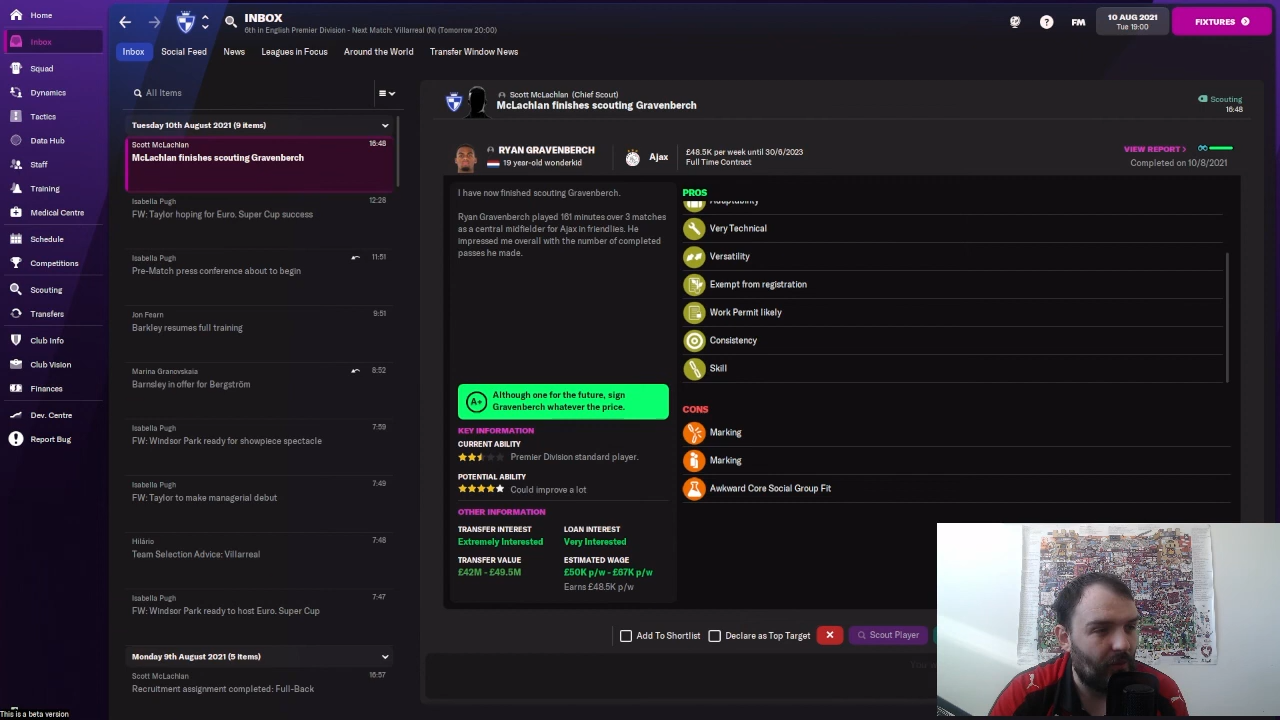 Home
Inbox
Squad
Dynamics
Tactics
Data Hub
Staff
Training
Medical Centre
Schedule
Competitions
Scouting
Transfers
Club Info
Club Vision
Finances
Dev. Centre
Report Bug
This is a beta version
INBOX
6th in English Premier Division - Next Match: Villarreal (N) (Tomorrow 20:00)
FM
10 AUG 2021
Tue 19:00
FIXTURES
Inbox
Social Feed
News
Leagues in Focus
Around the World
Transfer Window News
All Items
Tuesday 10th August 2021 (9 items)
Scott McLachlan 16:48
McLachlan finishes scouting Gravenberch
Isabella Pugh 12:26
FW: Taylor hoping for Euro. Super Cup success
Isabella Pugh 11:51
Pre-Match press conference about to begin
Jon Fearn 9:51
Barkley resumes full training
Marina Granovskaia 8:52
Barnsley in offer for Bergström
Isabella Pugh 7:59
FW: Windsor Park ready for showpiece spectacle
Isabella Pugh 7:49
FW: Taylor to make managerial debut
Hilário 7:48
Team Selection Advice: Villarreal
Isabella Pugh 7:47
FW: Windsor Park ready to host Euro. Super Cup
Monday 9th August 2021 (5 items)
Scott McLachlan 16:57
Recruitment assignment completed: Full-Back
Scott McLachlan (Chief Scout)
McLachlan finishes scouting Gravenberch
Scouting
16:48
RYAN GRAVENBERCH
19 year-old wonderkid
Ajax
£48.5K per week until 30/6/2023
Full Time Contract
VIEW REPORT >
Completed on 10/8/2021
I have now finished scouting Gravenberch.
Ryan Gravenberch played 161 minutes over 3 matches
as a central midfielder for Ajax in friendlies. He
impressed me overall with the number of completed
passes he made.
A+
Although one for the future, sign
Gravenberch whatever the price.
KEY INFORMATION
CURRENT ABILITY
Premier Division standard player.
POTENTIAL ABILITY
Could improve a lot
OTHER INFORMATION
TRANSFER INTEREST
Extremely Interested
LOAN INTEREST
Very Interested
TRANSFER VALUE
£42M - £49.5M
ESTIMATED WAGE
£50K p/w - £67K p/w
Earns £48.5K p/w
PROS
Adaptability
Very Technical
Versatility
Exempt from registration
Work Permit likely
Consistency
Skill
CONS
Marking
Marking
Awkward Core Social Group Fit
Add To Shortlist
Declare as Top Target
Scout Player